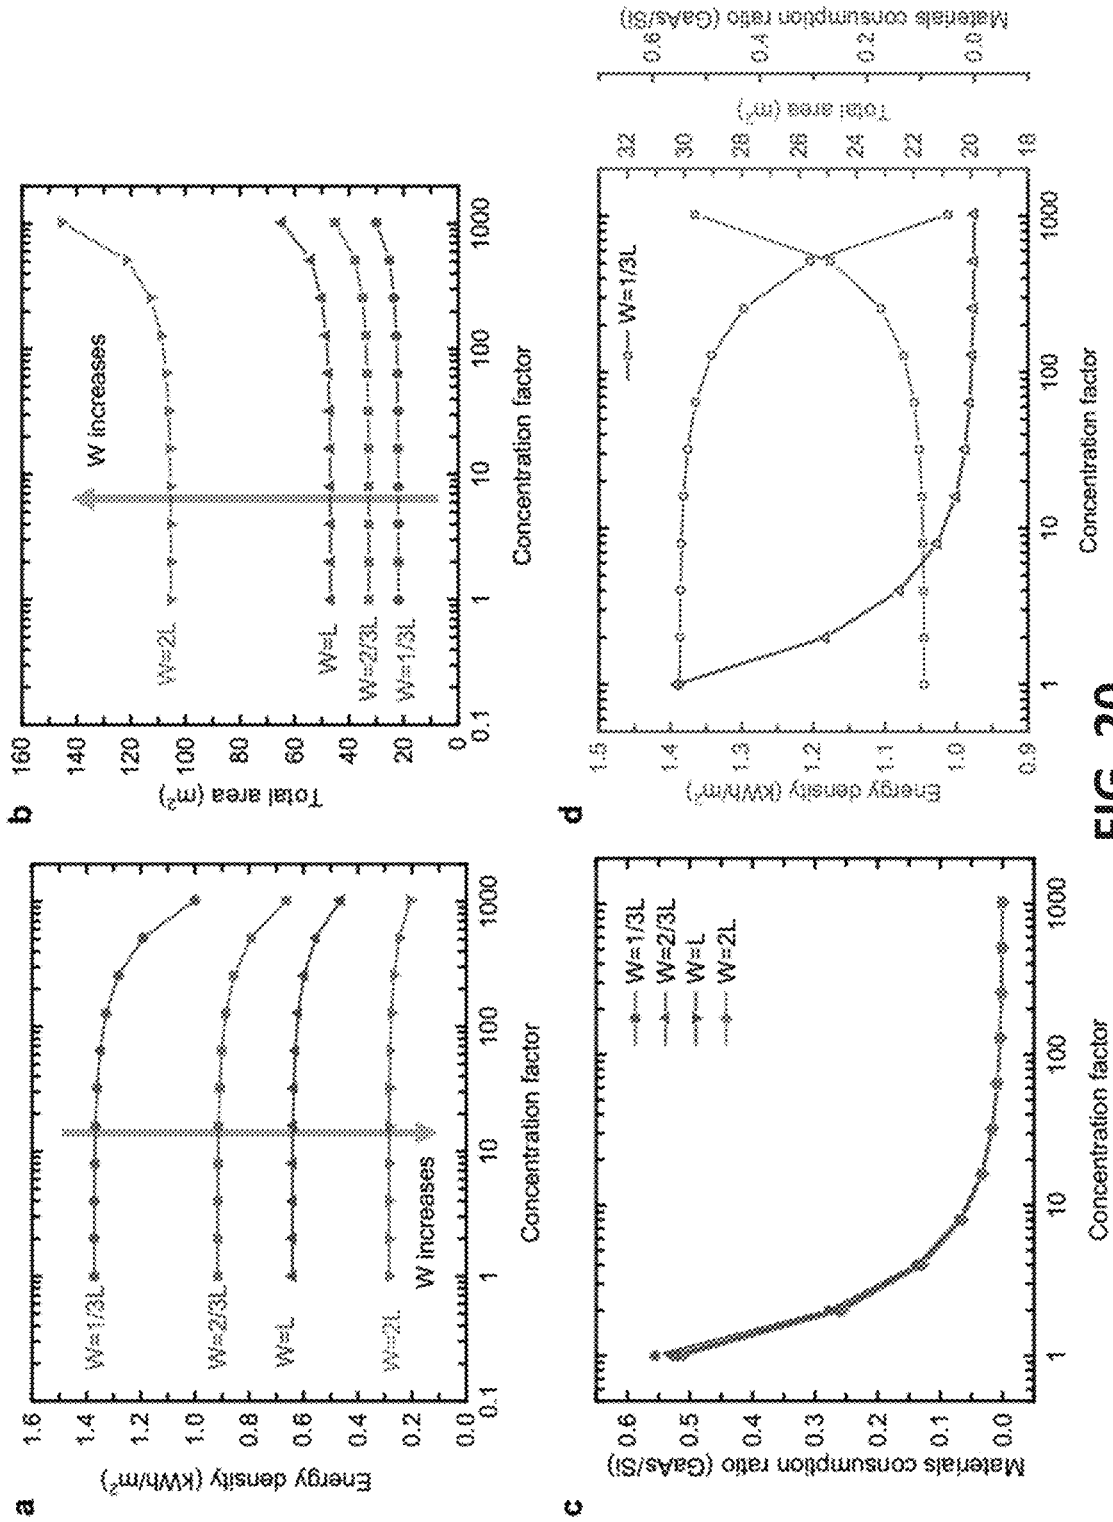 a
Energy density (kWh/m²)
1.6
1.4
1.2
1.0
0.8
0.6
0.4
0.2
0.0
W=1/3L
W=2/3L
W=L
W=2L
W increases
0.1
1
10
100
1000
Concentration factor
b
Total area (m²)
160
140
120
100
80
60
40
20
0
W increases
W=2L
W=L
W=2/3L
W=1/3L
0.1
1
10
100
1000
Concentration factor
c
Materials consumption ratio (GaAs/Si)
0.6
0.5
0.3
0.2
0.1
0.0
W=1/3L
W=2/3L
W=L
W=2L
1
10
100
1000
Concentration factor
d
Energy density (kWh/m²)
1.5
1.4
1.3
1.2
1.1
1.0
0.9
W=1/3L
1
10
100
1000
Concentration factor
32
30
28
26
24
22
20
18
Total area (m²)
0.6
0.4
0.2
0.0
Materials consumption ratio (GaAs/Si)
FIG. 20